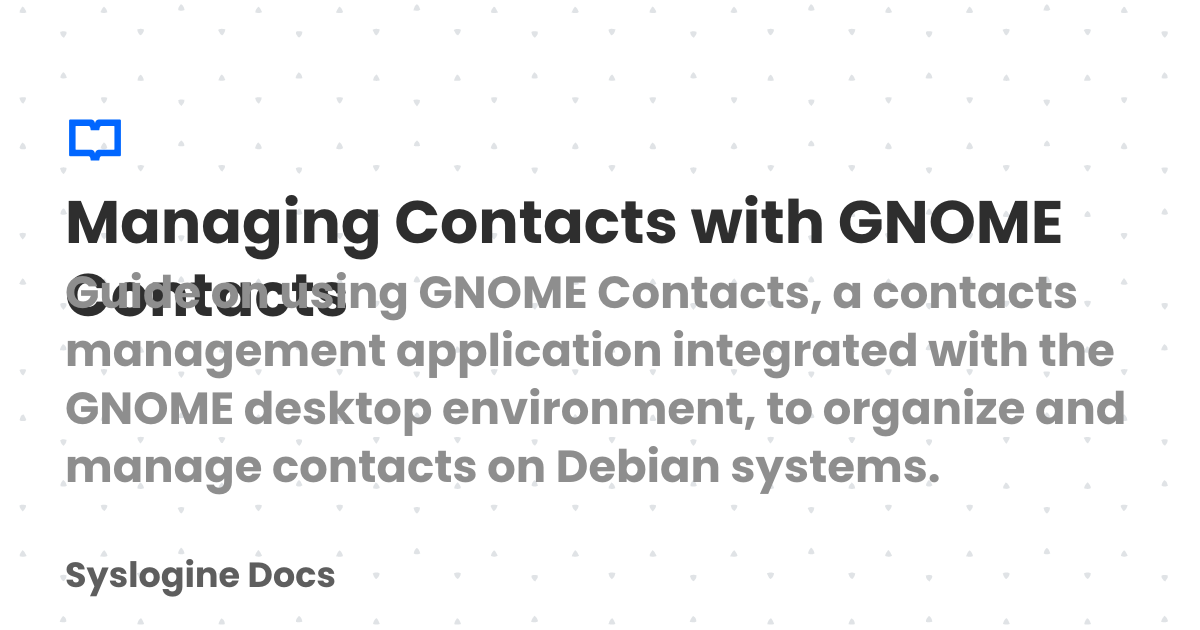 Managing Contacts with GNOME
Contacts
Guide on using GNOME Contacts, a contacts
management application integrated with the
GNOME desktop environment, to organize and
manage contacts on Debian systems.
Syslogine Docs